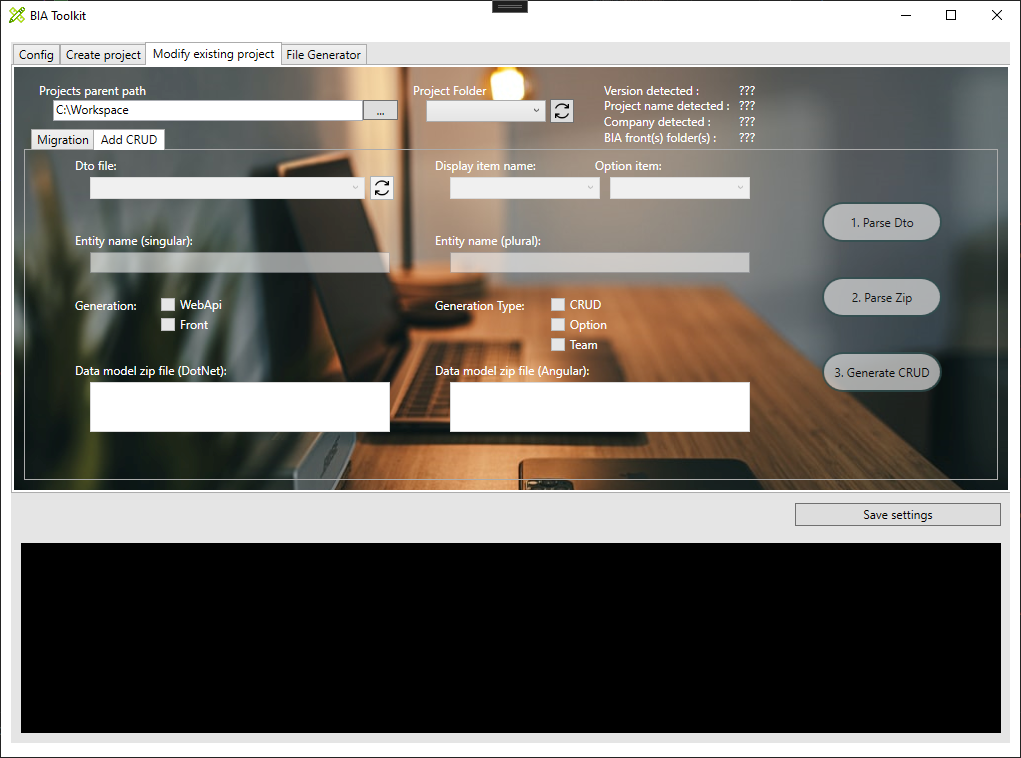 BIA Toolkit
Config Create project Modify existing project File Generator
Projects parent path
C:\Workspace
...
Project Folder
Version detected : ???
Project name detected : ???
Company detected : ???
BIA front(s) folder(s) : ???
Migration Add CRUD
Dto file:
Display item name:
Option item:
1. Parse Dto
Entity name (singular):
Entity name (plural):
2. Parse Zip
Generation:
WebApi
Front
Generation Type:
CRUD
Option
Team
Data model zip file (DotNet):
Data model zip file (Angular):
3. Generate CRUD
Save settings